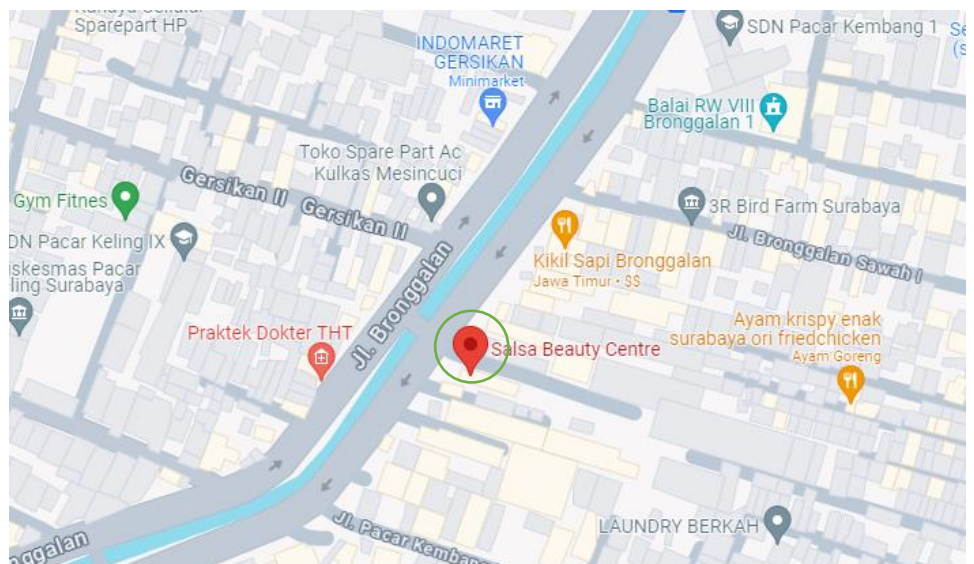 Sparepart HP
SDN Pacar Kembang 1
INDOMARET
GERSIKAN
Minimarket
Balai RW VIII
Bronggalan 1
Toko Spare Part Ac
Kulkas Mesincuci
Gersikan II
Gersikan II
Gym Fitnes
3R Bird Farm Surabaya
Jl. Bronggalan Sawah I
DN Pacar Keling IX
Kikil Sapi Bronggalan
Jawa Timur • $$
skesmas Pacar
ling Surabaya
Jl. Bronggalan
Praktek Dokter THT
Salsa Beauty Centre
Ayam krispy enak
surabaya ori friedchicken
Ayam Goreng
LAUNDRY BERKAH
Jl. Pacar Kemban
nggalan